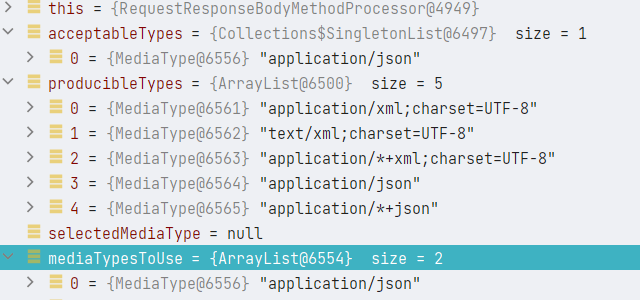 this = {RequestResponseBodyMethodProcessor@4949}
acceptableTypes = {Collections$SingletonList@6497} size = 1
0 = {MediaType@6556} "application/json"
producibleTypes = {ArrayList@6500} size = 5
0 = {MediaType@6561} "application/xml;charset=UTF-8"
1 = {MediaType@6562} "text/xml;charset=UTF-8"
2 = {MediaType@6563} "application/*+xml;charset=UTF-8"
3 = {MediaType@6564} "application/json"
4 = {MediaType@6565} "application/*+json"
selectedMediaType = null
mediaTypesToUse = {ArrayList@6554} size = 2
0 = {MediaType@6556} "application/json"